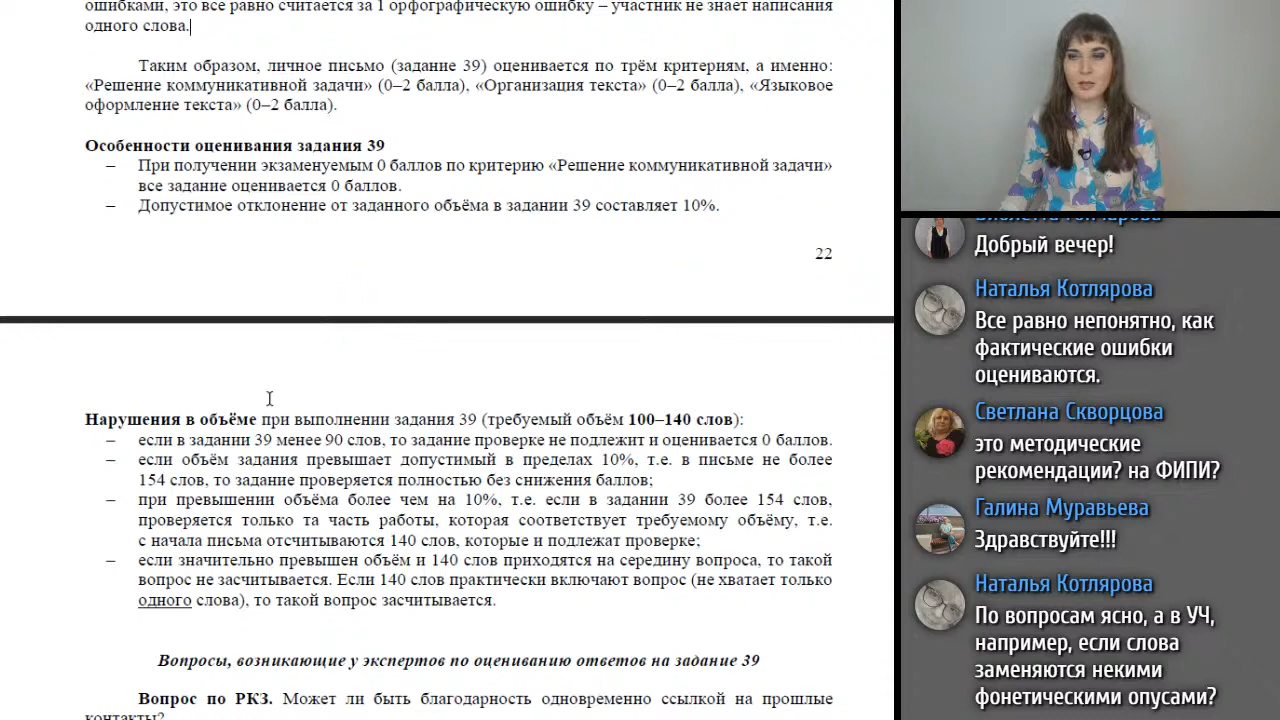 ошибками, это все равно считается за 1 орфографическую ошибку – участник не знает написания
одного слова.
Таким образом, личное письмо (задание 39) оценивается по трём критериям, а именно:
«Решение коммуникативной задачи» (0–2 балла), «Организация текста» (0–2 балла), «Языковое
оформление текста» (0–2 балла).
Особенности оценивания задания 39
– При получении экзаменуемым 0 баллов по критерию «Решение коммуникативной задачи»
все задание оценивается 0 баллов.
– Допустимое отклонение от заданного объёма в задании 39 составляет 10%.
22
Нарушения в объёме при выполнении задания 39 (требуемый объём 100–140 слов):
– если в задании 39 менее 90 слов, то задание проверке не подлежит и оценивается 0 баллов.
– если объём задания превышает допустимый в пределах 10%, т.е. в письме не более
154 слов, то задание проверяется полностью без снижения баллов;
– при превышении объёма более чем на 10%, т.е. если в задании 39 более 154 слов,
проверяется только та часть работы, которая соответствует требуемому объёму, т.е.
с начала письма отсчитываются 140 слов, которые и подлежат проверке;
– если значительно превышен объём и 140 слов приходятся на середину вопроса, то такой
вопрос не засчитывается. Если 140 слов практически включают вопрос (не хватает только
одного слова), то такой вопрос засчитывается.
Вопросы, возникающие у экспертов по оцениванию ответов на задание 39
Вопрос по РКЗ. Может ли быть благодарность одновременно ссылкой на прошлые
контакты?
Добрый вечер!
Наталья Котлярова
Все равно непонятно, как
фактические ошибки
оцениваются.
Светлана Скворцова
это методические
рекомендации? на ФИПИ?
Галина Муравьева
Здравствуйте!!!
Наталья Котлярова
По вопросам ясно, а в УЧ,
например, если слова
заменяются некими
фонетическими опусами?